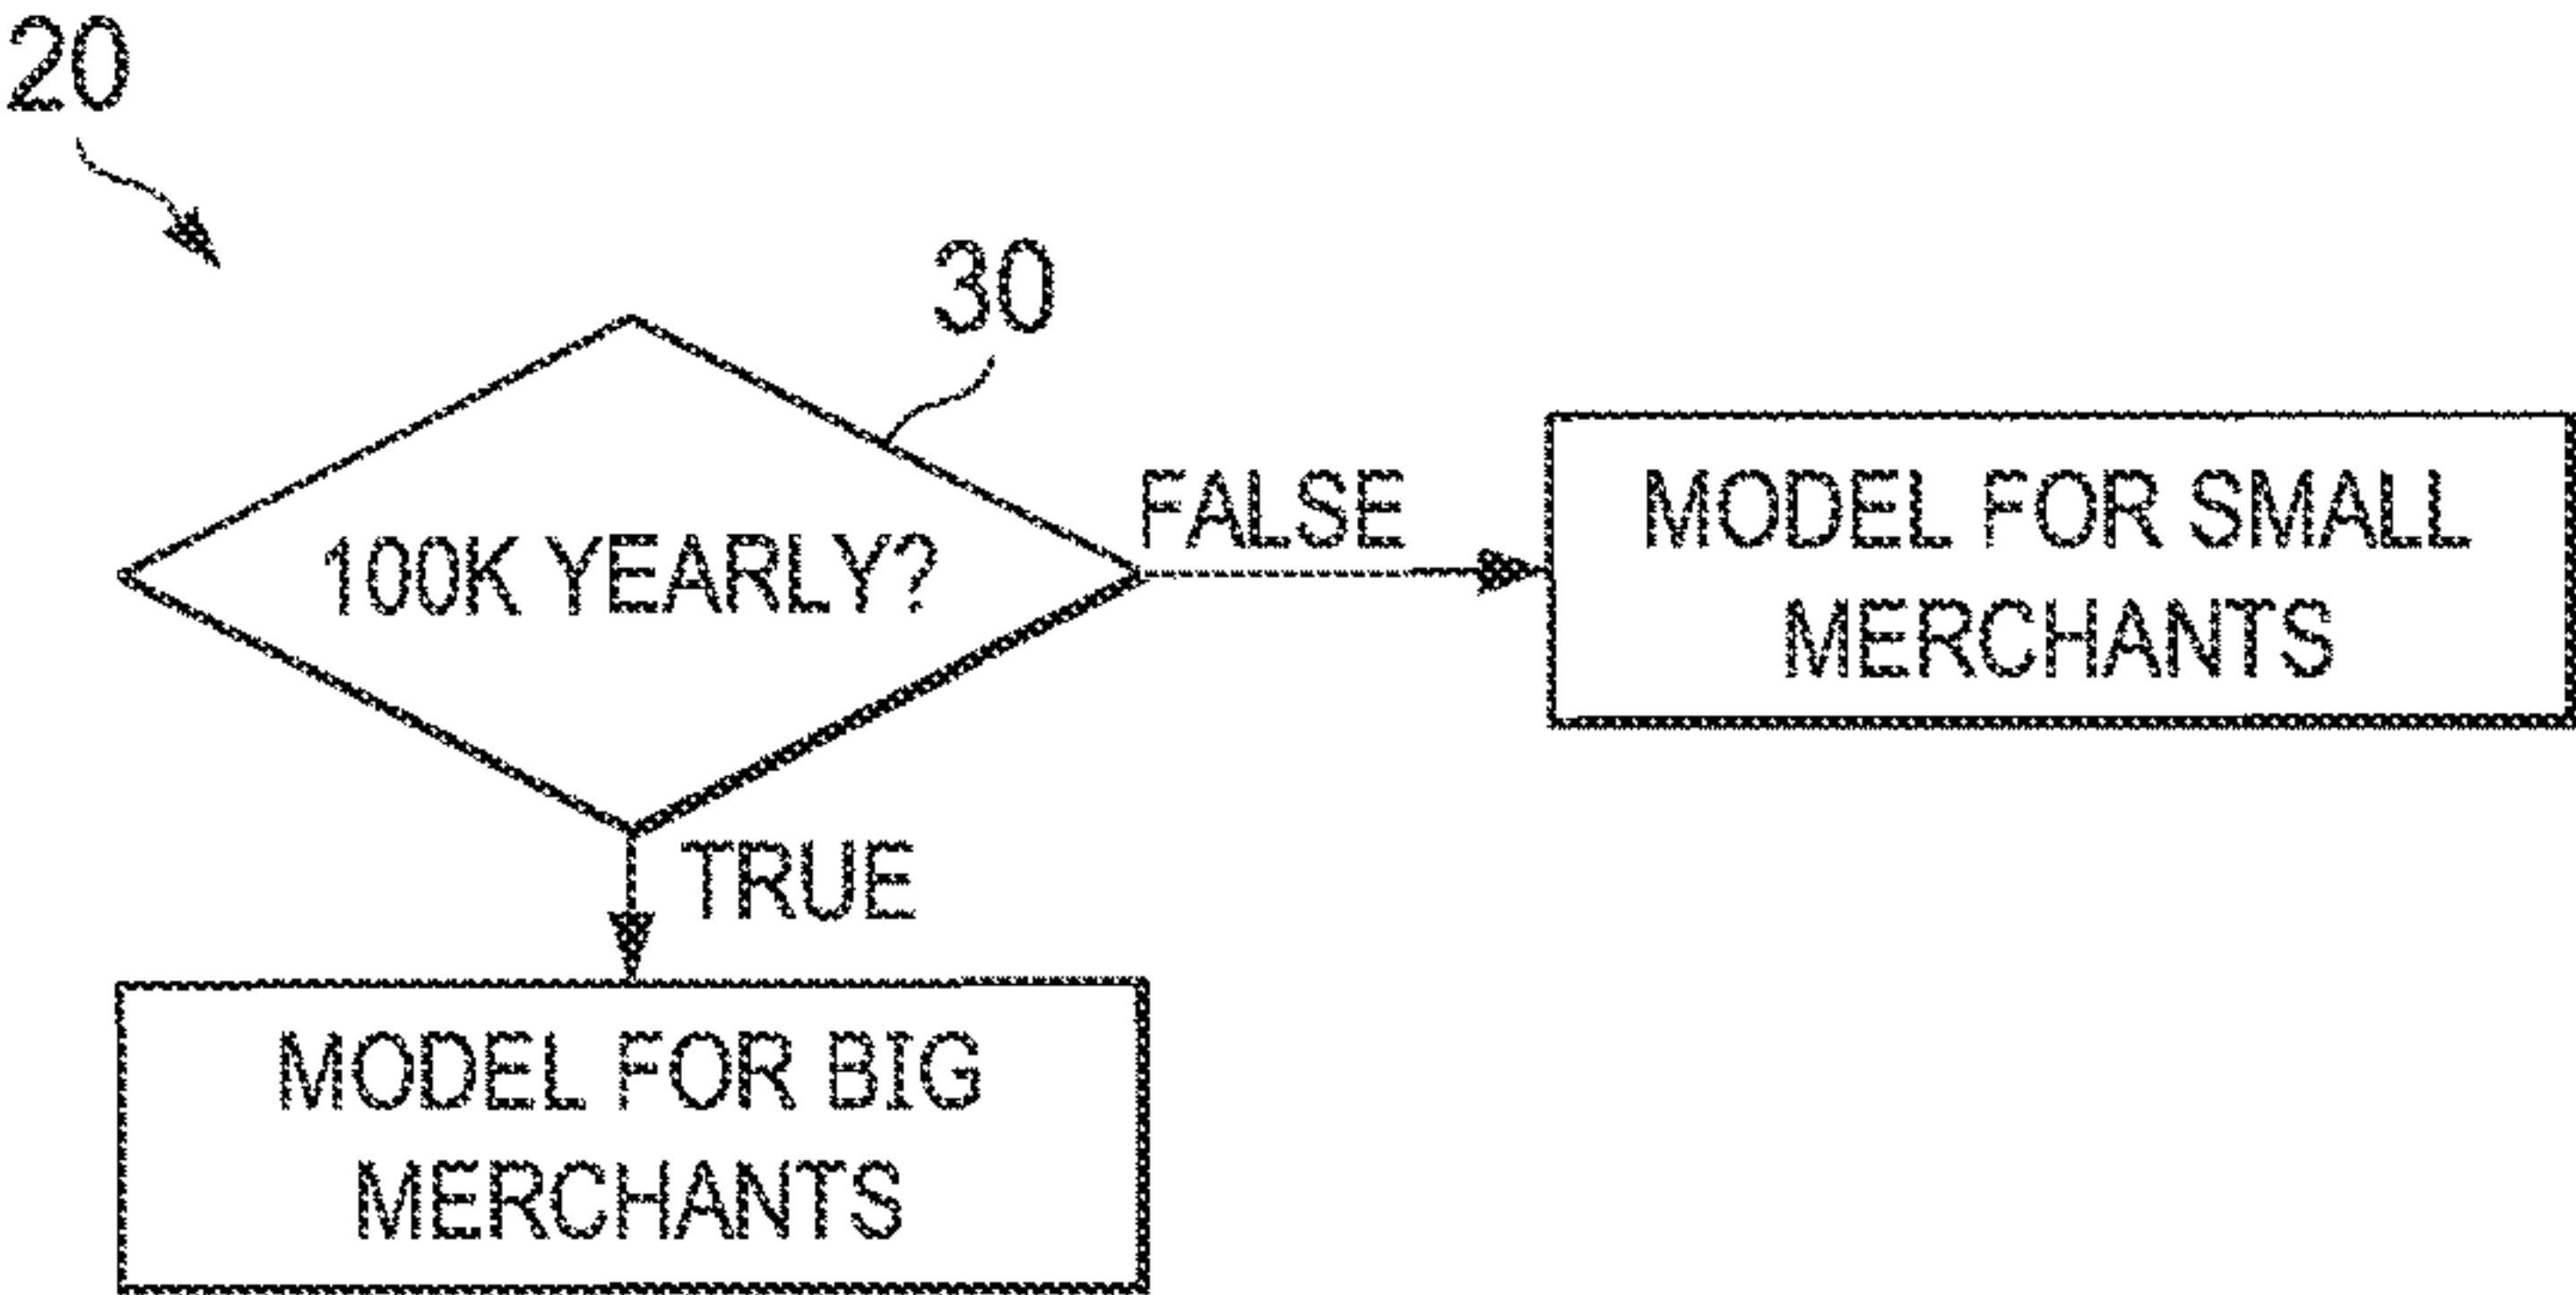 20
30
100K YEARLY?
FALSE
MODEL FOR SMALL
MERCHANTS
TRUE
MODEL FOR BIG
MERCHANTS